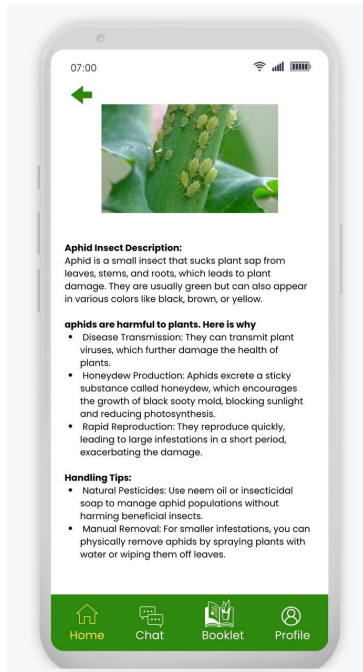 07:00
Aphid Insect Description:
Aphid is a small insect that sucks plant sap from
leaves, stems, and roots, which leads to plant
damage. They are usually green but can also appear
in various colors like black, brown, or yellow.
aphids are harmful to plants. Here is why
• Disease Transmission: They can transmit plant
viruses, which further damage the health of
plants.
• Honeydew Production: Aphids excrete a sticky
substance called honeydew, which encourages
the growth of black sooty mold, blocking sunlight
and reducing photosynthesis.
• Rapid Reproduction: They reproduce quickly,
leading to large infestations in a short period,
exacerbating the damage.
Handling Tips:
• Natural Pesticides: Use neem oil or insecticidal
soap to manage aphid populations without
harming beneficial insects.
• Manual Removal: For smaller infestations, you can
physically remove aphids by spraying plants with
water or wiping them off leaves.
Home Chat Booklet Profile